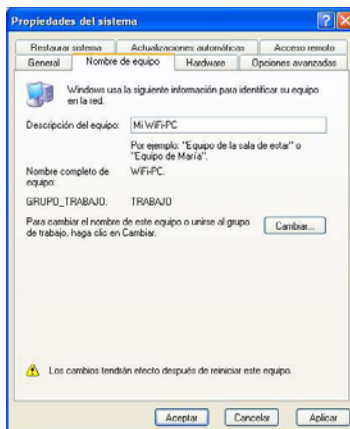 Propiedades del sistema
Restaurar sistema Actualizaciones automáticas Acceso remoto
General Nombre de equipo Hardware Opciones avanzadas
Windows usa la siguiente información para identificar su equipo
en la red.
Descripción del equipo: Mi WiFi-PC
Por ejemplo: "Equipo de la sala de estar" o
"Equipo de María".
Nombre completo de WiFi-PC.
equipo:
GRUPO_TRABAJO: TRABAJO
Para cambiar el nombre de este equipo o unirse al grupo
de trabajo, haga clic en Cambiar.
Cambiar...
Los cambios tendrán efecto después de reiniciar este equipo.
Aceptar Cancelar Aplicar